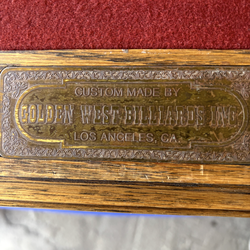 CUSTOM MADE BY
GOLDEN WEST BILLIARDS INC
LOS ANGELES, CA.